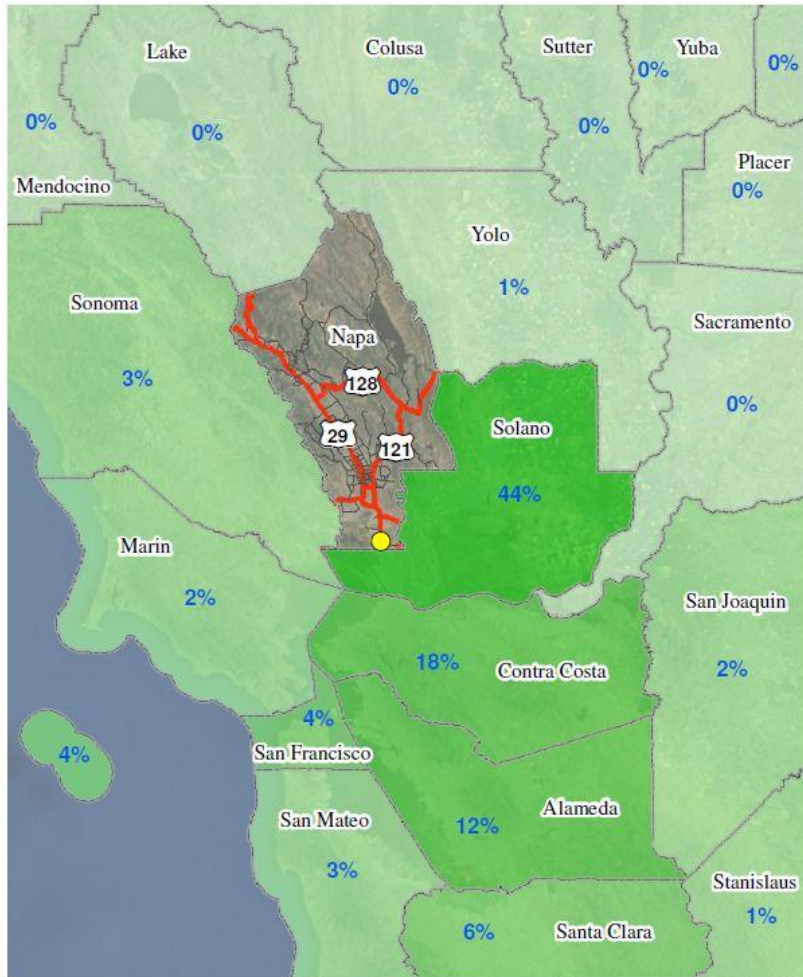 Lake
Colusa
Sutter
Yuba
0%
0%
0%
0%
0%
0%
0%
Placer
0%
Mendocino
Yolo
1%
Sonoma
3%
Napa
Sacramento
0%
128
29
121
Solano
44%
Marin
2%
San Joaquin
2%
18%
Contra Costa
4%
San Francisco
4%
Alameda
12%
San Mateo
3%
Stanislaus
1%
6%
Santa Clara